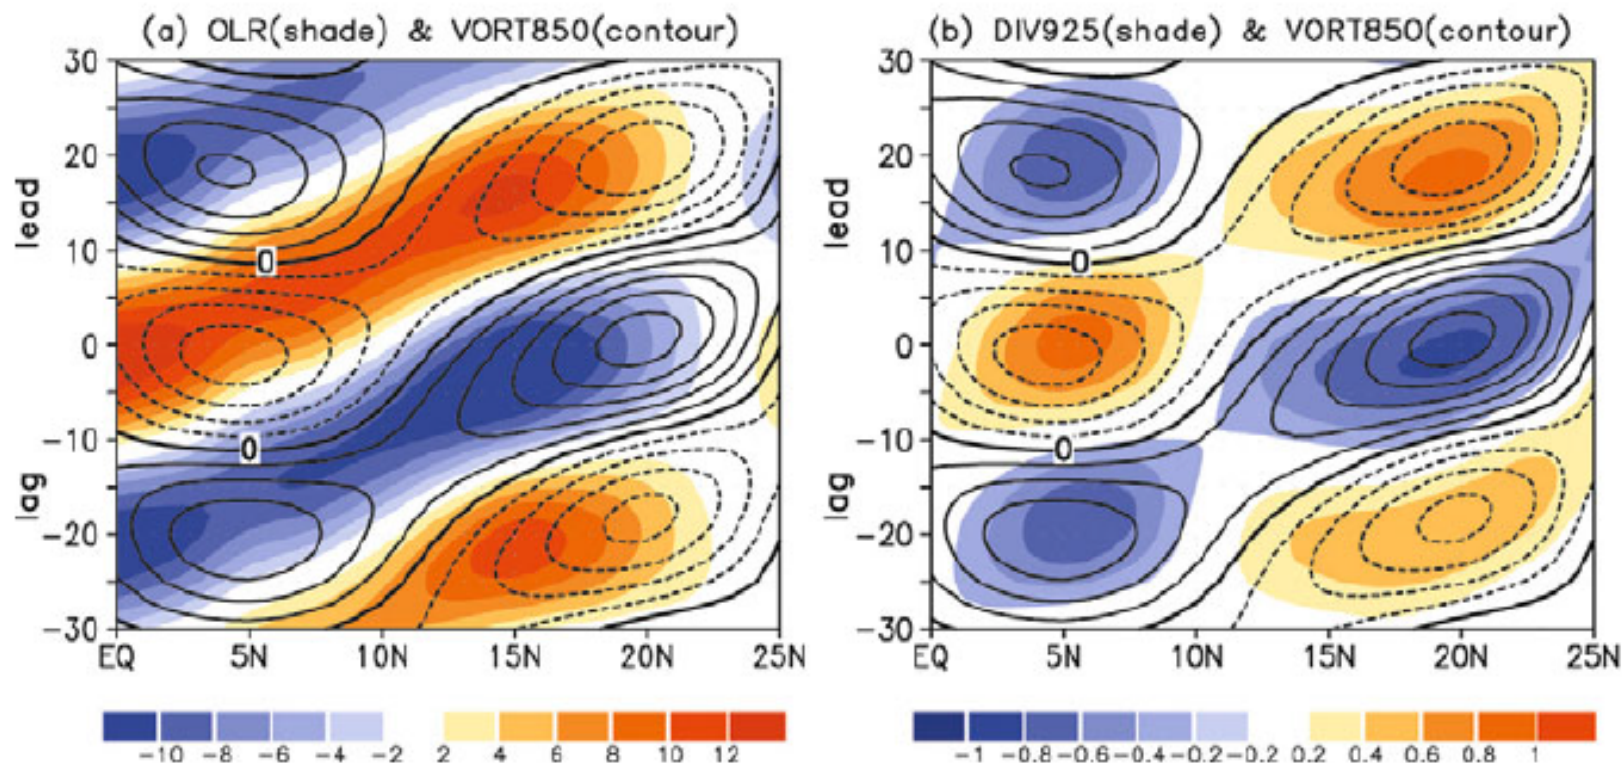 (a) OLR(shade) & VORT850(contour)
30
20
10
0
-10
-20
-30
lead
lag
0
0
EQ 5N 10N 15N 20N 25N
-10 -8 -6 -4 -2 2 4 6 8 10 12
(b) DIV925(shade) & VORT850(contour)
30
20
10
0
-10
-20
-30
lead
lag
0
0
EQ 5N 10N 15N 20N 25N
-1 -0.8 -0.6 -0.4 -0.2 -0.2 0.2 0.4 0.6 0.8 1